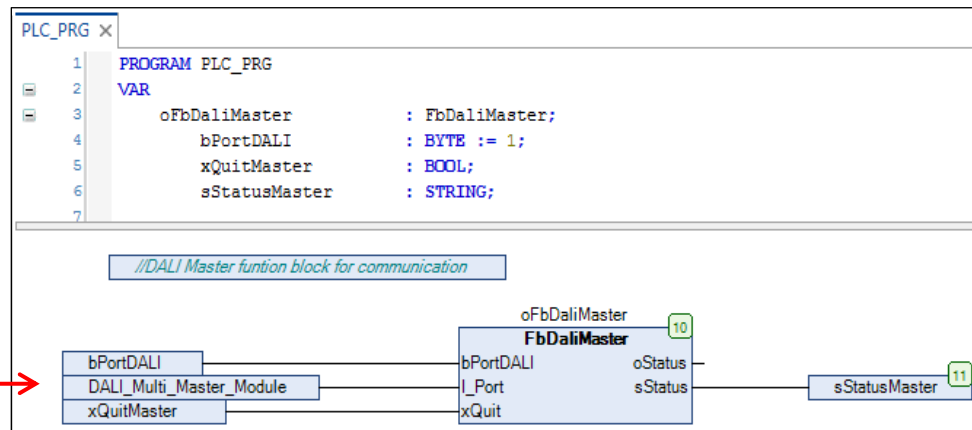 PLC_PRG ×
1 PROGRAM PLC_PRG
2 VAR
3 oFbDaliMaster : FbDaliMaster;
4 bPortDALI : BYTE := 1;
5 xQuitMaster : BOOL;
6 sStatusMaster : STRING;
7
//DALI Master funtion block for communication
oFbDaliMaster
10
FbDaliMaster
bPortDALI bPortDALI oStatus
DALI_Multi_Master_Module I_Port sStatus sStatusMaster 11
xQuitMaster xQuit